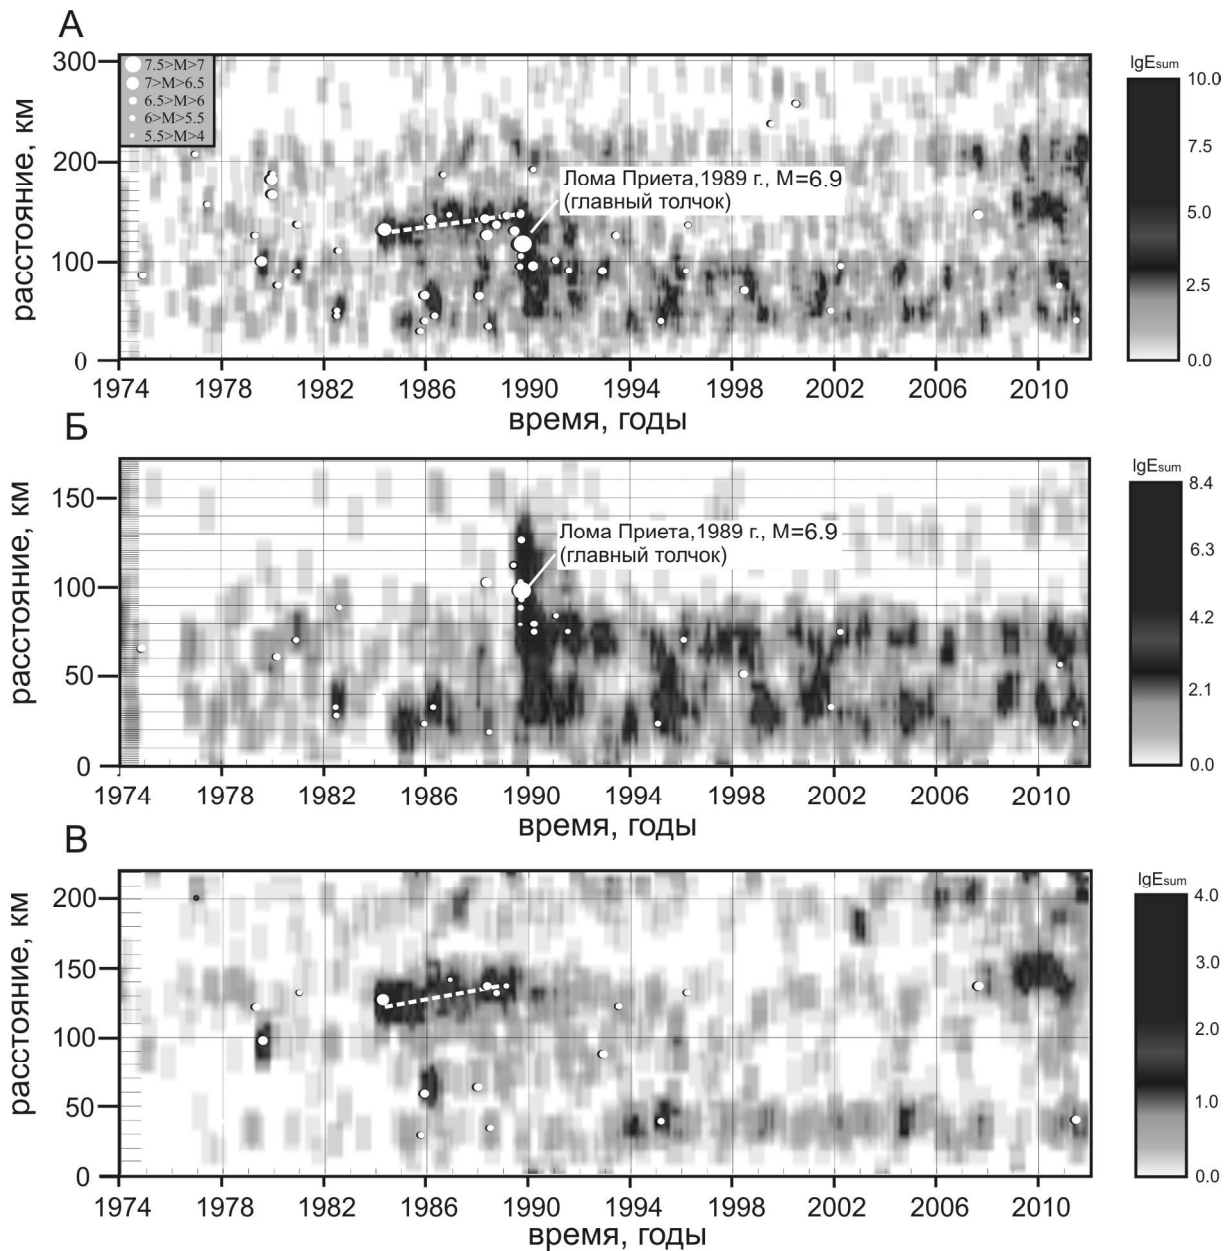 А
lgEsum
7.5>M>7
7>M>6.5
6.5>M>6
6>M>5.5
5.5>M>4
Лома Приета,1989 г., М=6.9
(главный толчок)
расстояние, км
300
200
100
0
10.0
7.5
5.0
2.5
0.0
1974 1978 1982 1986 1990 1994 1998 2002 2006 2010
время, годы
Б
lgEsum
Лома Приета,1989 г., М=6.9
(главный толчок)
расстояние, км
150
100
50
0
8.4
6.3
4.2
2.1
0.0
1974 1978 1982 1986 1990 1994 1998 2002 2006 2010
время, годы
В
lgEsum
расстояние, км
200
150
100
50
0
4.0
3.0
2.0
1.0
0.0
1974 1978 1982 1986 1990 1994 1998 2002 2006 2010
время, годы